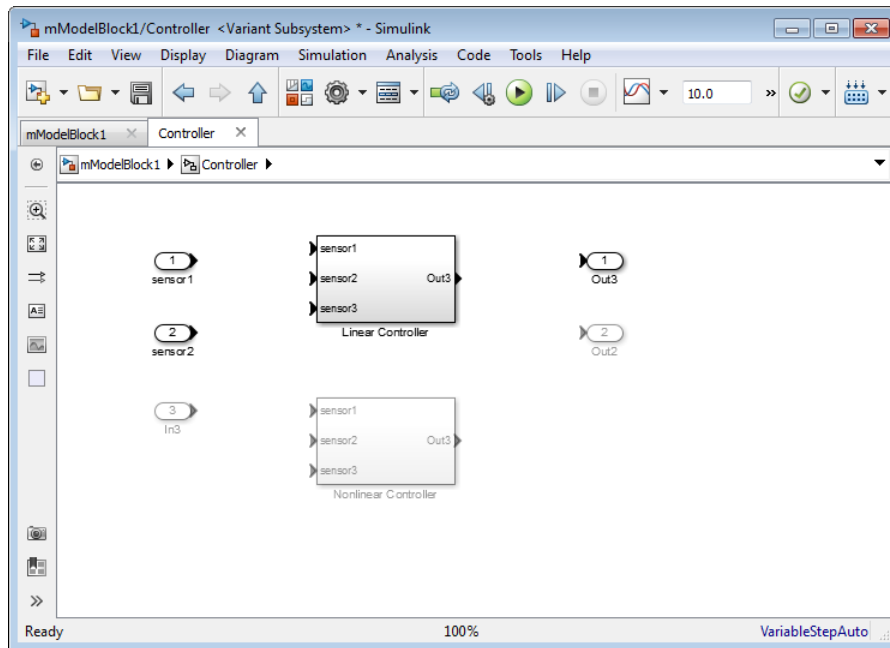 mModelBlock1/Controller <Variant Subsystem> * - Simulink
File Edit View Display Diagram Simulation Analysis Code Tools Help
10.0
mModelBlock1 Controller
mModelBlock1 Controller
1
sensor1
sensor1
sensor2
sensor3
Out3
Linear Controller
1
Out3
2
sensor2
2
Out2
3
In3
sensor1
sensor2
sensor3
Out3
Nonlinear Controller
Ready 100% VariableStepAuto